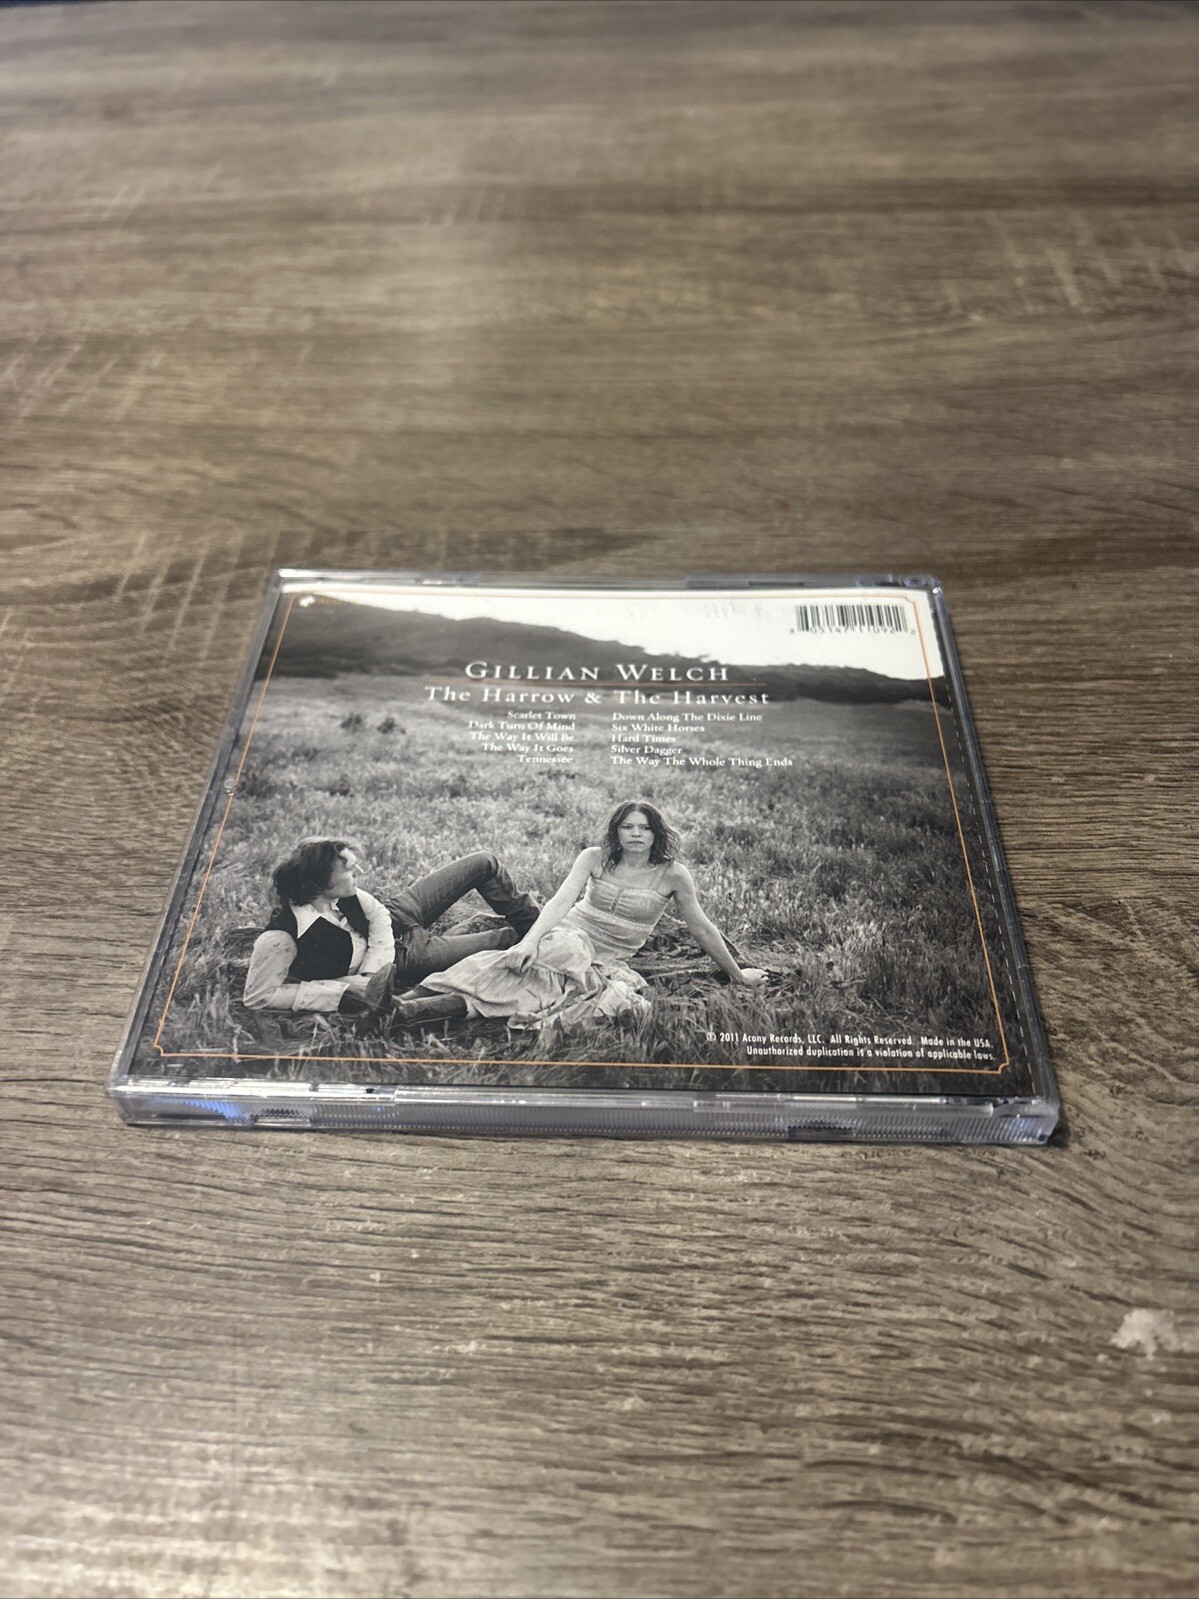 GILLIAN WELCH
The Harrow & The Harvest
Scarlet Town
Dark Turn Of Mind
The Way It Will Be
The Way It Goes
Tennessee
Down Along The Dixie Line
Six White Horses
Hard Times
Silver Dagger
The Way The Whole Thing Ends
℗ 2011 Acony Records, LLC. All Rights Reserved. Made in the USA.
Unauthorized duplication is a violation of applicable laws.